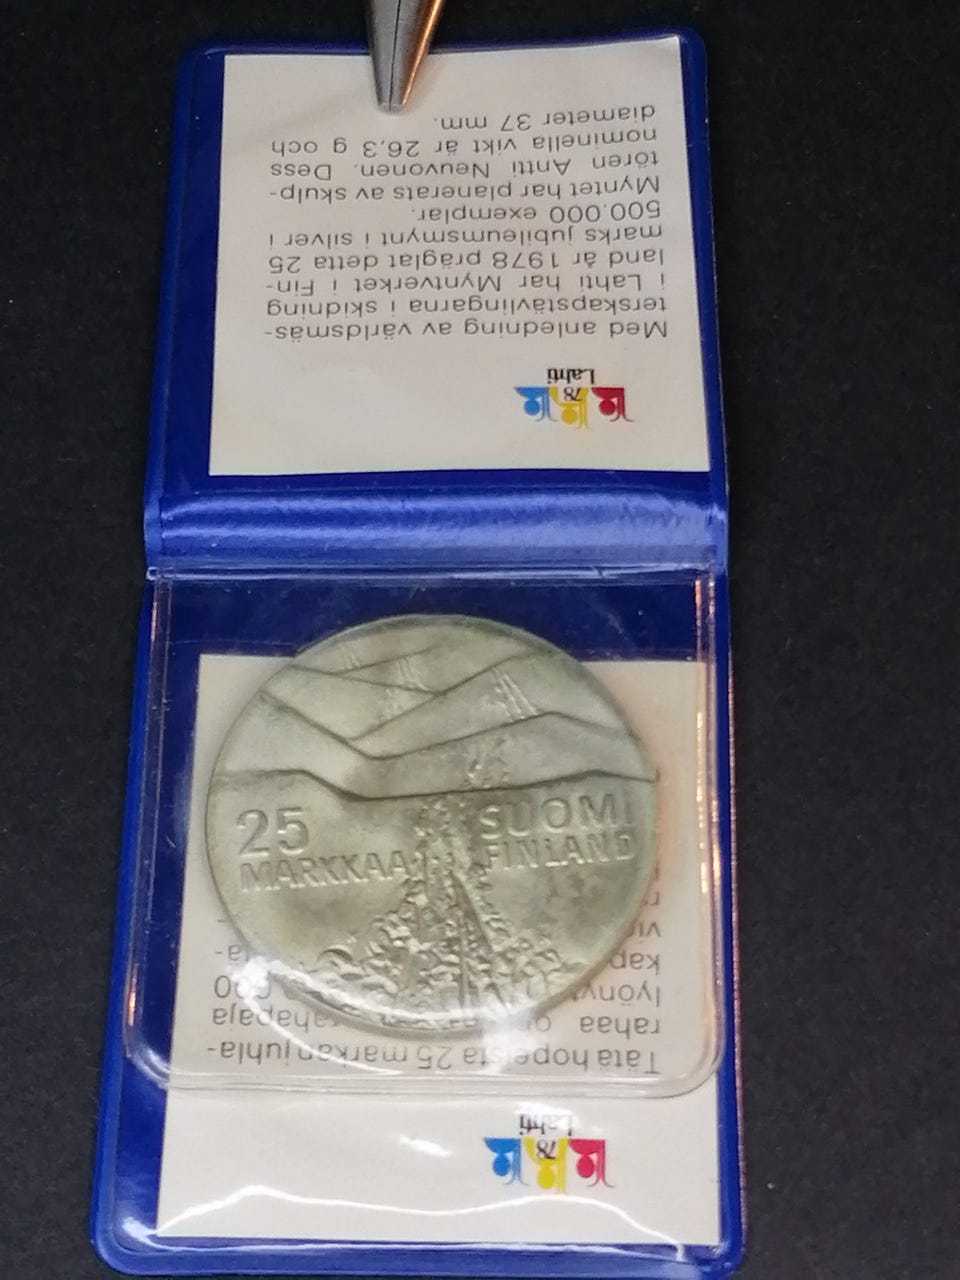 78
Lahti
Med anledning av världsmäs-
terskapstävlingarna i skidning
i Lahti har Myntverket i Fin-
land år 1978 präglat detta 25
marks jubileumsmynt i silver i
500.000 exemplar.
Myntet har planerats av skulp-
tören Antti Neuvonen. Dess
nominella vikt är 26,3 g och
diameter 37 mm.
25
MARKKAA
SUOMI
FINLAND
78
Lahti
Tätä hopeista 25 markan juhla-
rahaa